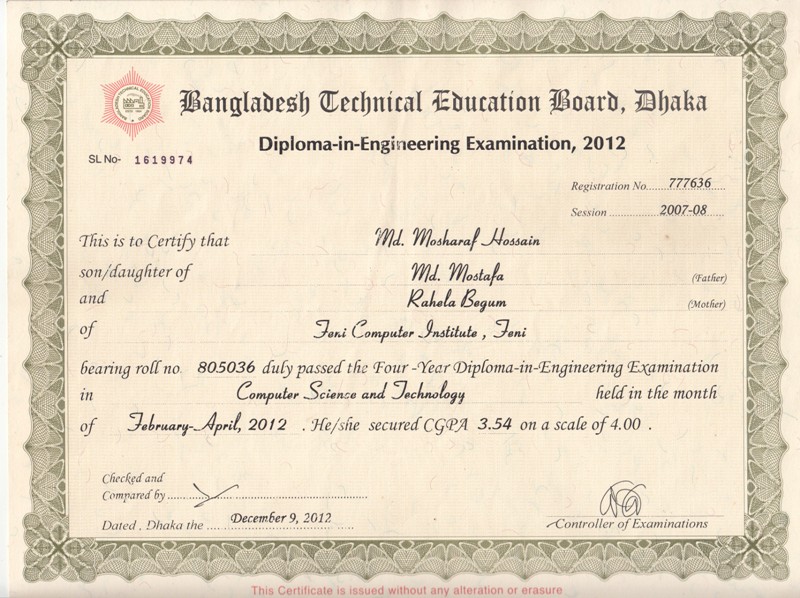 Bangladesh Technical Education Board, Dhaka
Diploma-in-Engineering Examination, 2012
SL No- 1619974
Registration No. 777636
Session 2007-08
This is to Certify that Md. Mosharaf Hossain
son/daughter of Md. Mostafa (Father)
and Rahela Begum (Mother)
of Feni Computer Institute , Feni
bearing roll no. 805036 duly passed the Four -Year Diploma-in-Engineering Examination
in Computer Science and Technology held in the month
of February-April, 2012 . He/she secured CGPA 3.54 on a scale of 4.00 .
Checked and
Compared by
Dated , Dhaka the December 9, 2012
Controller of Examinations
This Certificate is issued without any alteration or erasure